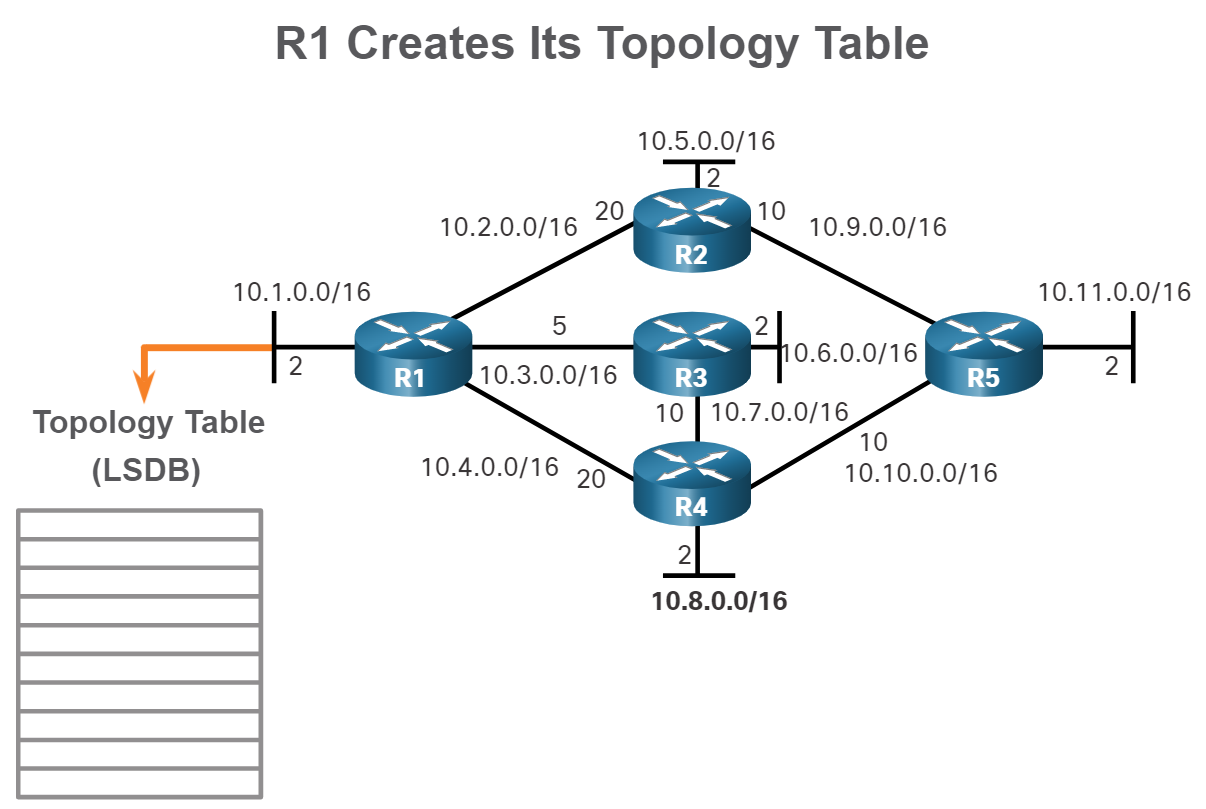 R1 Creates Its Topology Table
10.5.0.0/16
2
10.2.0.0/16
20
10
10.9.0.0/16
R2
10.1.0.0/16
10.11.0.0/16
5
2
10.6.0.0/16
2
R1
10.3.0.0/16
R3
R5
2
10
10.7.0.0/16
Topology Table
(LSDB)
10.4.0.0/16
20
10
10.10.0.0/16
R4
2
10.8.0.0/16